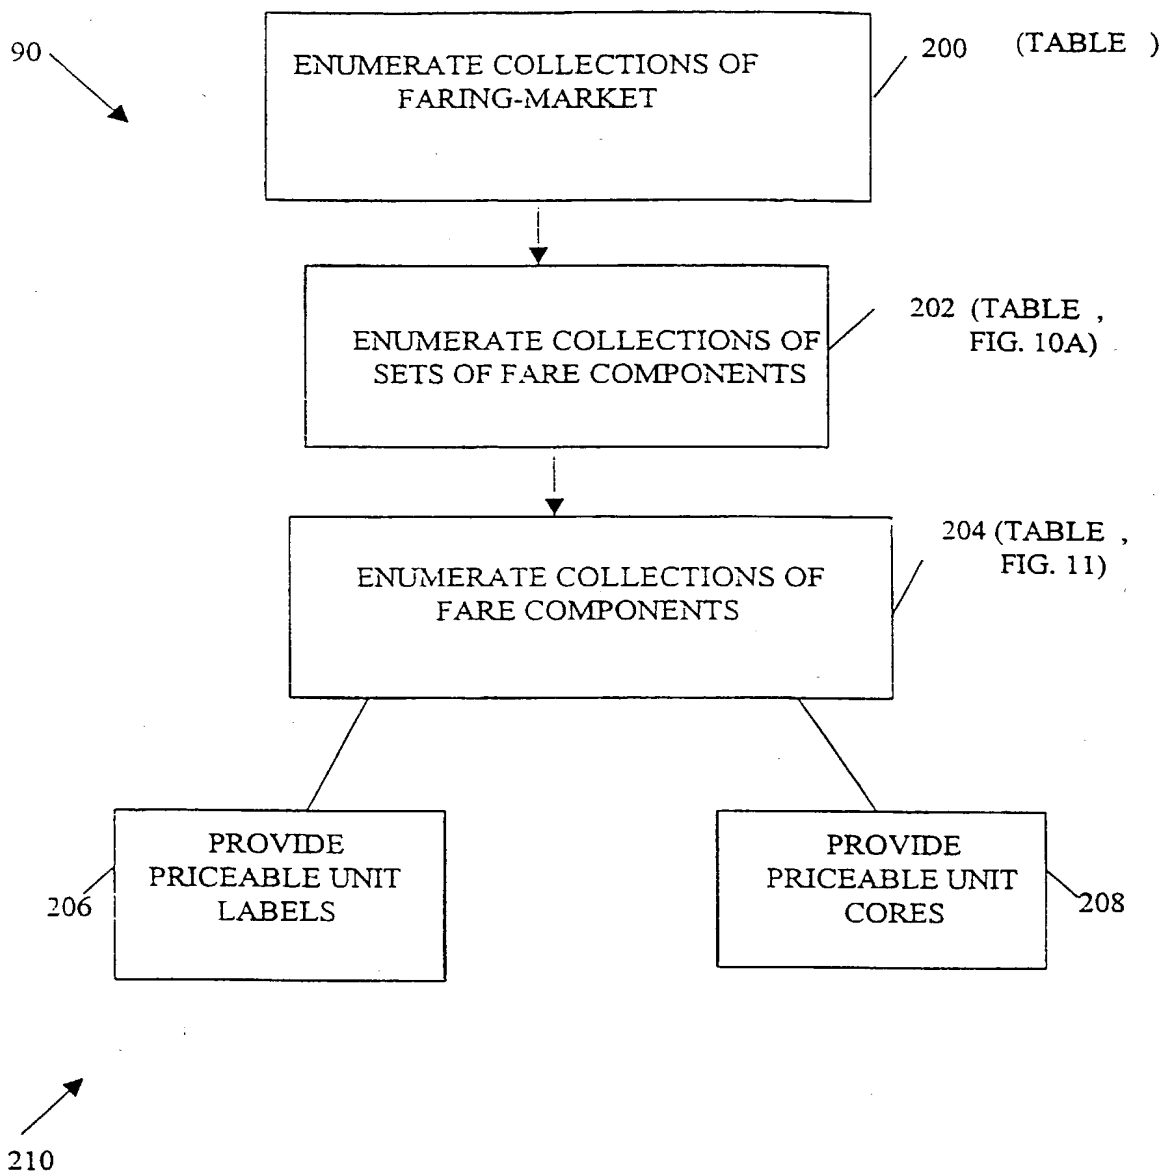 90
ENUMERATE COLLECTIONS OF
FARING-MARKET
200 (TABLE )
ENUMERATE COLLECTIONS OF
SETS OF FARE COMPONENTS
202 (TABLE ,
FIG. 10A)
ENUMERATE COLLECTIONS OF
FARE COMPONENTS
204 (TABLE ,
FIG. 11)
PROVIDE
PRICEABLE UNIT
LABELS
206
PROVIDE
PRICEABLE UNIT
CORES
208
210